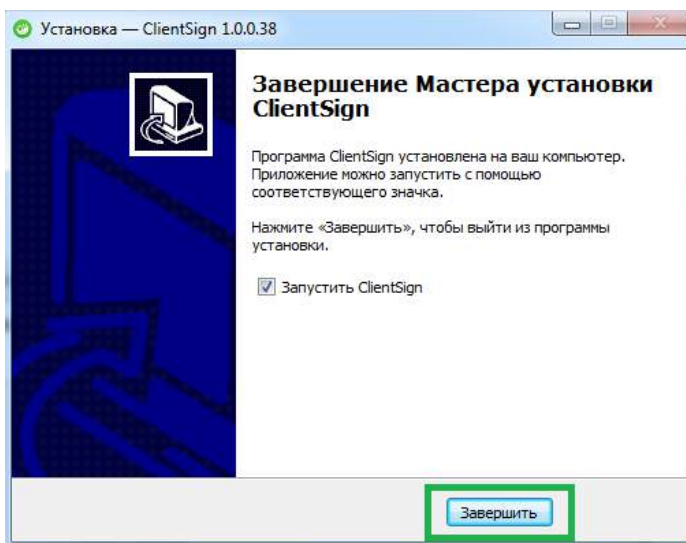 Установка — ClientSign 1.0.0.38
Завершение Мастера установки
ClientSign
Программа ClientSign установлена на ваш компьютер.
Приложение можно запустить с помощью
соответствующего значка.
Нажмите «Завершить», чтобы выйти из программы
установки.
Запустить ClientSign
Завершить